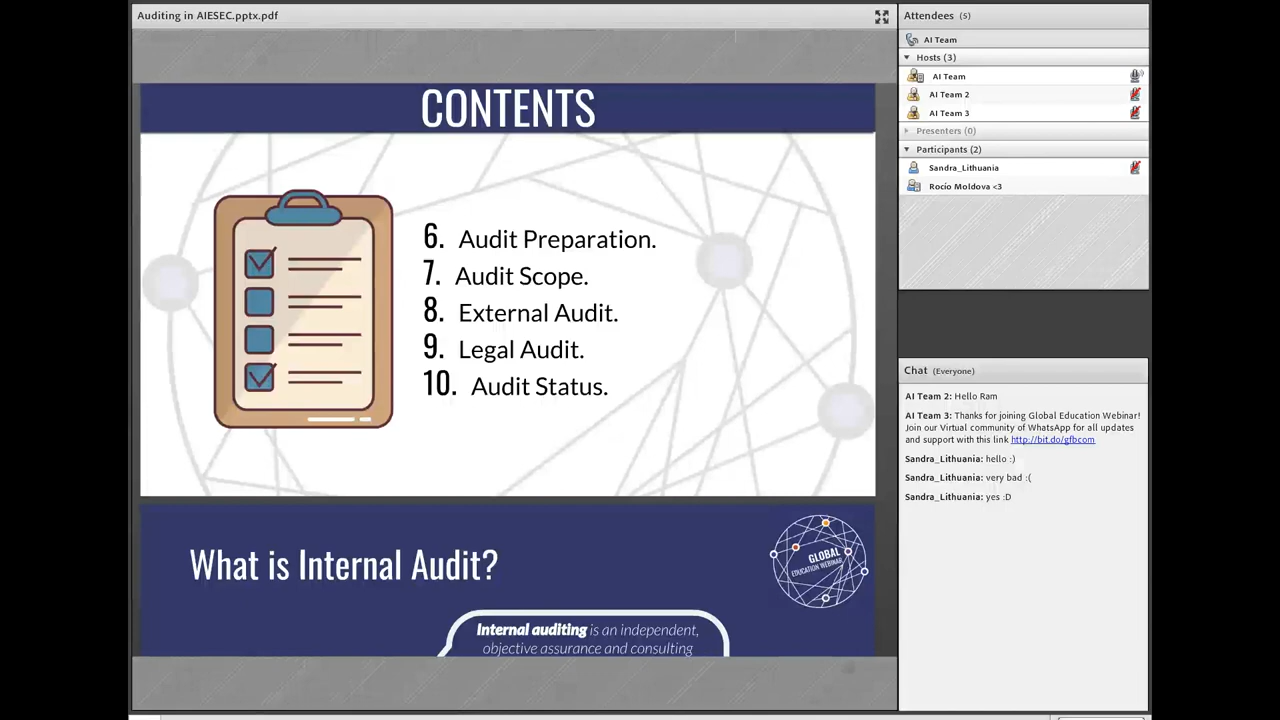 Auditing in AIESEC.pptx.pdf
CONTENTS
6. Audit Preparation.
7. Audit Scope.
8. External Audit.
9. Legal Audit.
10. Audit Status.
What is Internal Audit?
GLOBAL
EDUCATION WEBINAR
Internal auditing is an independent,
objective assurance and consulting
Attendees (5)
AI Team
Hosts (3)
AI Team
AI Team 2
AI Team 3
Presenters (0)
Participants (2)
Sandra_Lithuania
Rocío Moldova <3
Chat (Everyone)
AI Team 2: Hello Ram
AI Team 3: Thanks for joining Global Education Webinar!
Join our Virtual community of WhatsApp for all updates
and support with this link http://bit.do/gfbcom
Sandra_Lithuania: hello :)
Sandra_Lithuania: very bad :(
Sandra_Lithuania: yes :D